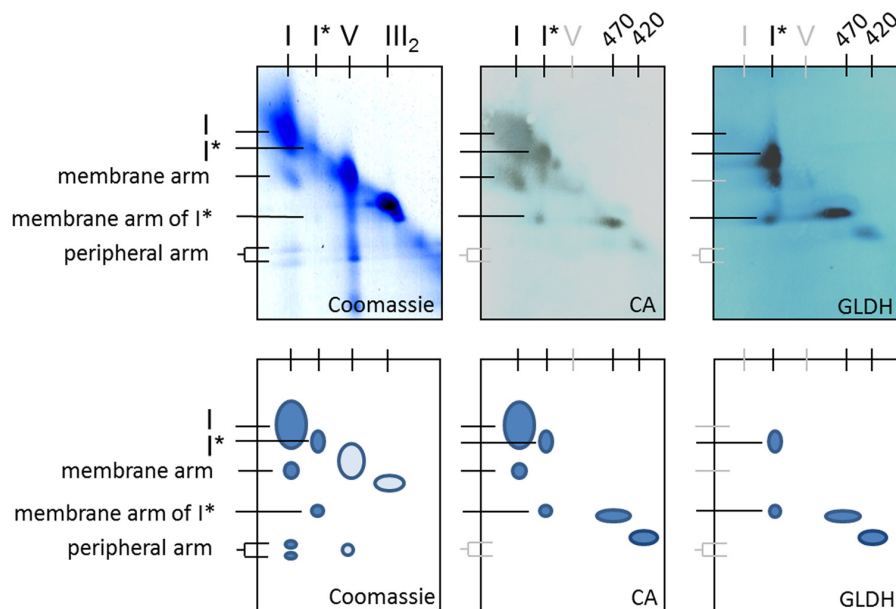 I I* V III₂
I I* V 470 420
I I* V 470 420
I
I*
membrane arm
membrane arm of I*
peripheral arm
Coomassie
CA
GLDH
I
I*
membrane arm
membrane arm of I*
peripheral arm
Coomassie
CA
GLDH